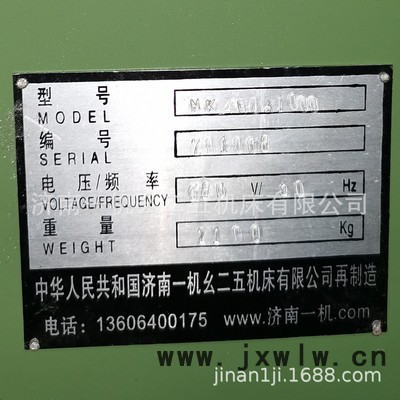 型 号
MODEL
编 号
SERIAL
电 压/频 率
VOLTAGE/FREQUENCY V/ Hz
重 量
WEIGHT Kg
中华人民共和国济南一机幺二五机床有限公司再制造
电话：13606400175 www.济南一机.com
www.jxwlw.cn
jinan1ji.1688.com